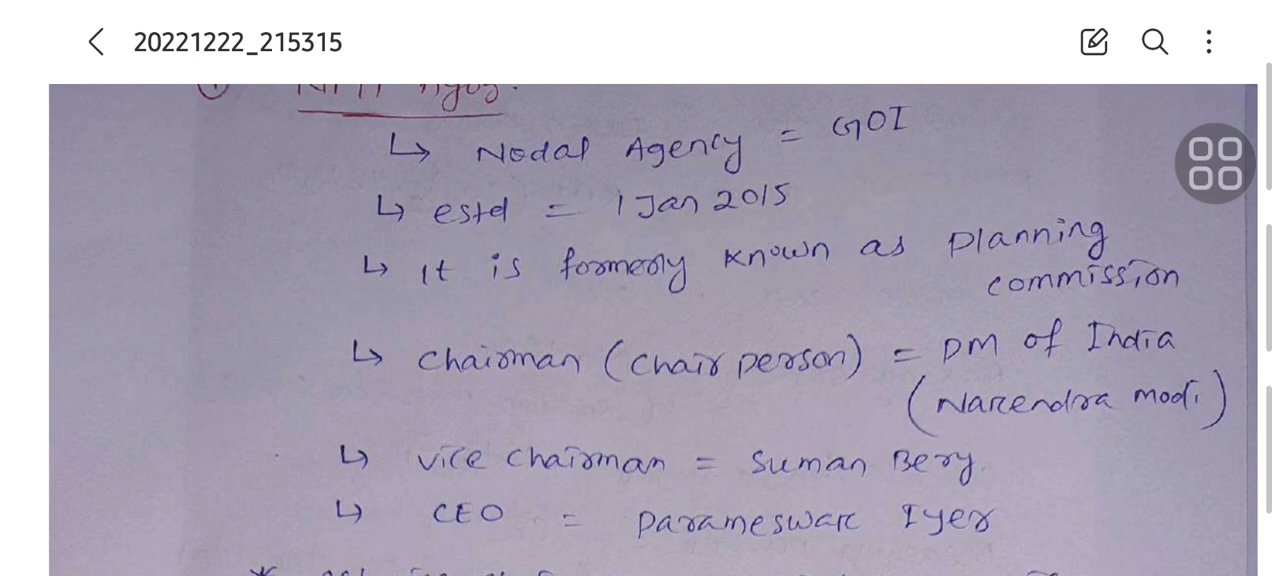 20221222_215315
↳ Nodal Agency = GOI
↳ estd = 1 Jan 2015
↳ It is formerly known as planning
commission
↳ chairman (chair person) = PM of India
(Narendra modi)
↳ vice chairman = suman Bery.
↳ CEO = parameswar Iyer